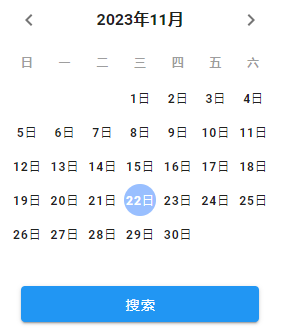 2023年11月
日 一 二 三 四 五 六
1日 2日 3日 4日
5日 6日 7日 8日 9日 10日 11日
12日 13日 14日 15日 16日 17日 18日
19日 20日 21日 22日 23日 24日 25日
26日 27日 28日 29日 30日
搜索